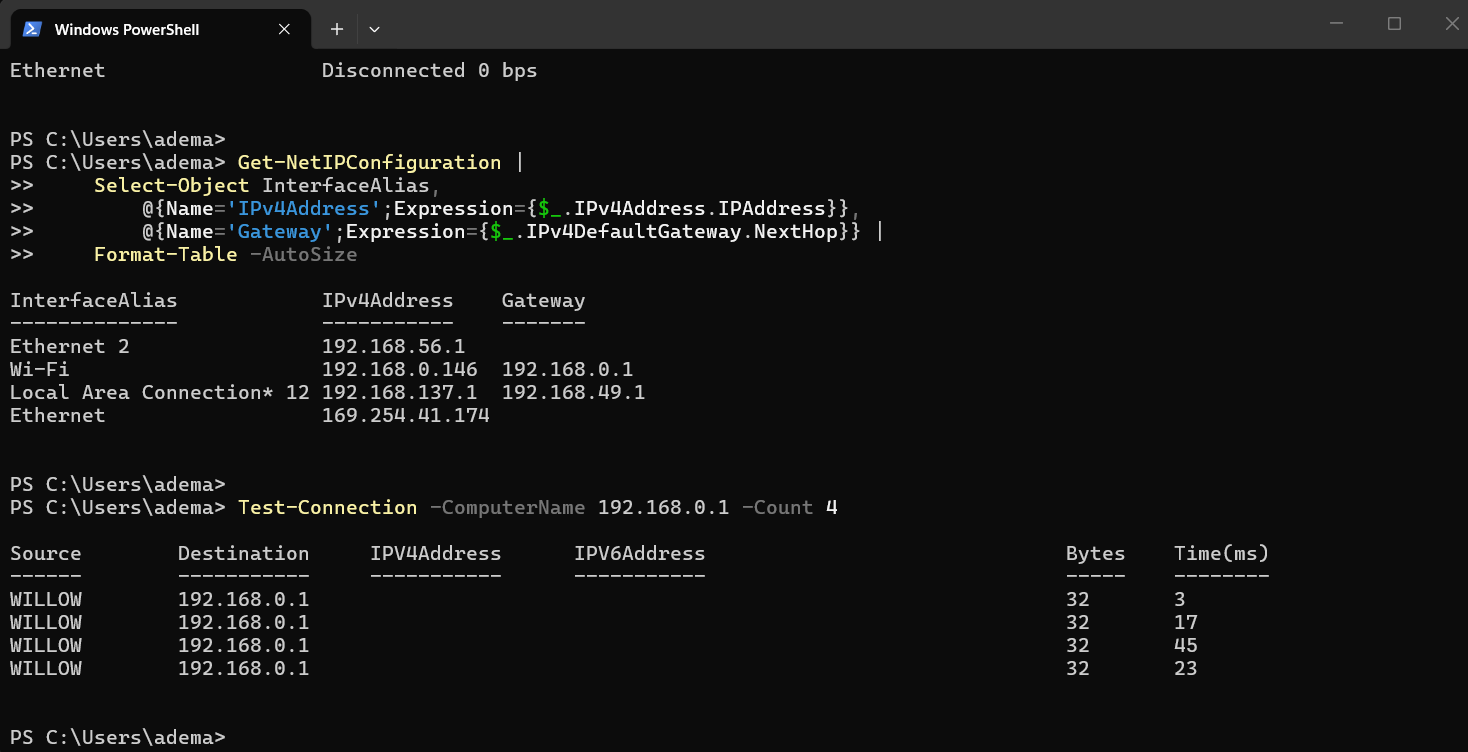 Windows PowerShell
Ethernet                  Disconnected 0 bps
PS C:\Users\adema>
PS C:\Users\adema> Get-NetIPConfiguration |
>>     Select-Object InterfaceAlias,
>>         @{Name='IPv4Address';Expression={$_.IPv4Address.IPAddress}},
>>         @{Name='Gateway';Expression={$_.IPv4DefaultGateway.NextHop}} |
>>     Format-Table -AutoSize
InterfaceAlias            IPv4Address    Gateway
--------------            -----------    -------
Ethernet 2                192.168.56.1
Wi-Fi                     192.168.0.146  192.168.0.1
Local Area Connection* 12 192.168.137.1  192.168.49.1
Ethernet                  169.254.41.174
PS C:\Users\adema>
PS C:\Users\adema> Test-Connection -ComputerName 192.168.0.1 -Count 4
Source        Destination     IPV4Address      IPV6Address                              Bytes    Time(ms)
------        -----------     -----------      -----------                              -----    --------
WILLOW        192.168.0.1                                                               32       3
WILLOW        192.168.0.1                                                               32       17
WILLOW        192.168.0.1                                                               32       45
WILLOW        192.168.0.1                                                               32       23
PS C:\Users\adema>